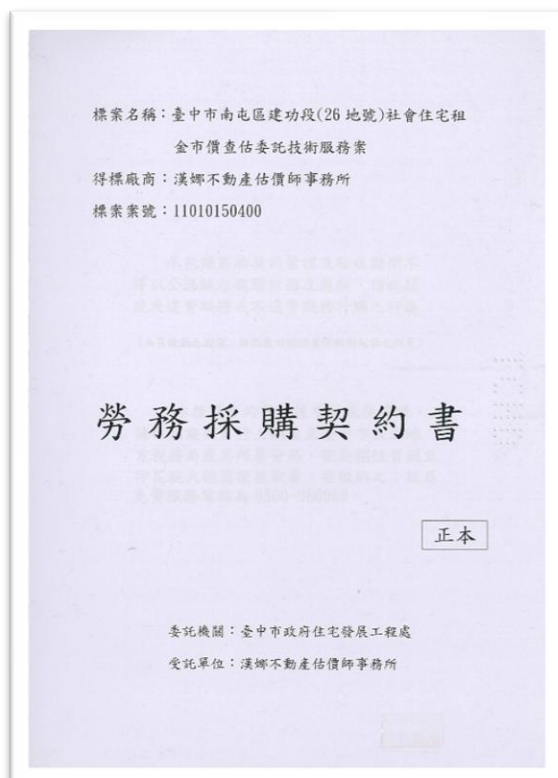 標案名稱：臺中市南屯區建功段(26 地號)社會住宅租
金市價查估委託技術服務案
得標廠商：漢娜不動產估價師事務所
標案案號：11010150400
勞務採購契約書
正本
委託機關：臺中市政府住宅發展工程處
受託單位：漢娜不動產估價師事務所